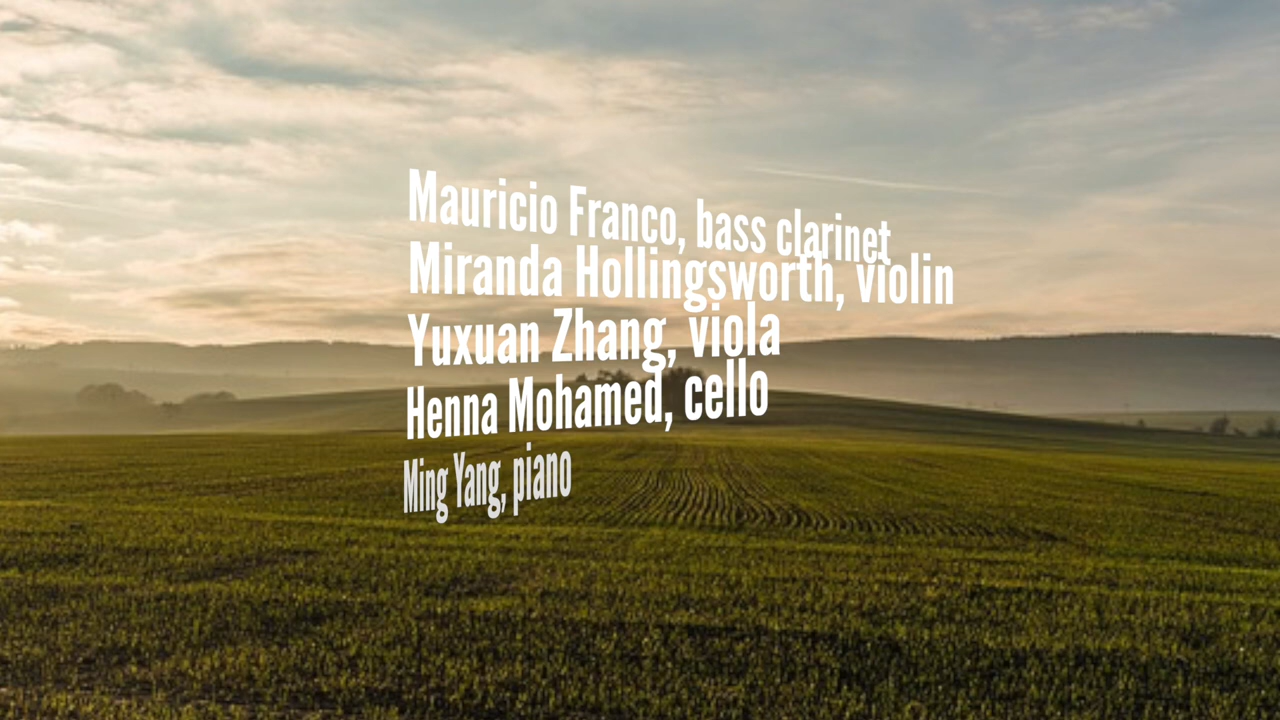 Mauricio Franco, bass clarinet
Miranda Hollingsworth, violin
Yuxuan Zhang, viola
Henna Mohamed, cello
Ming Yang, piano